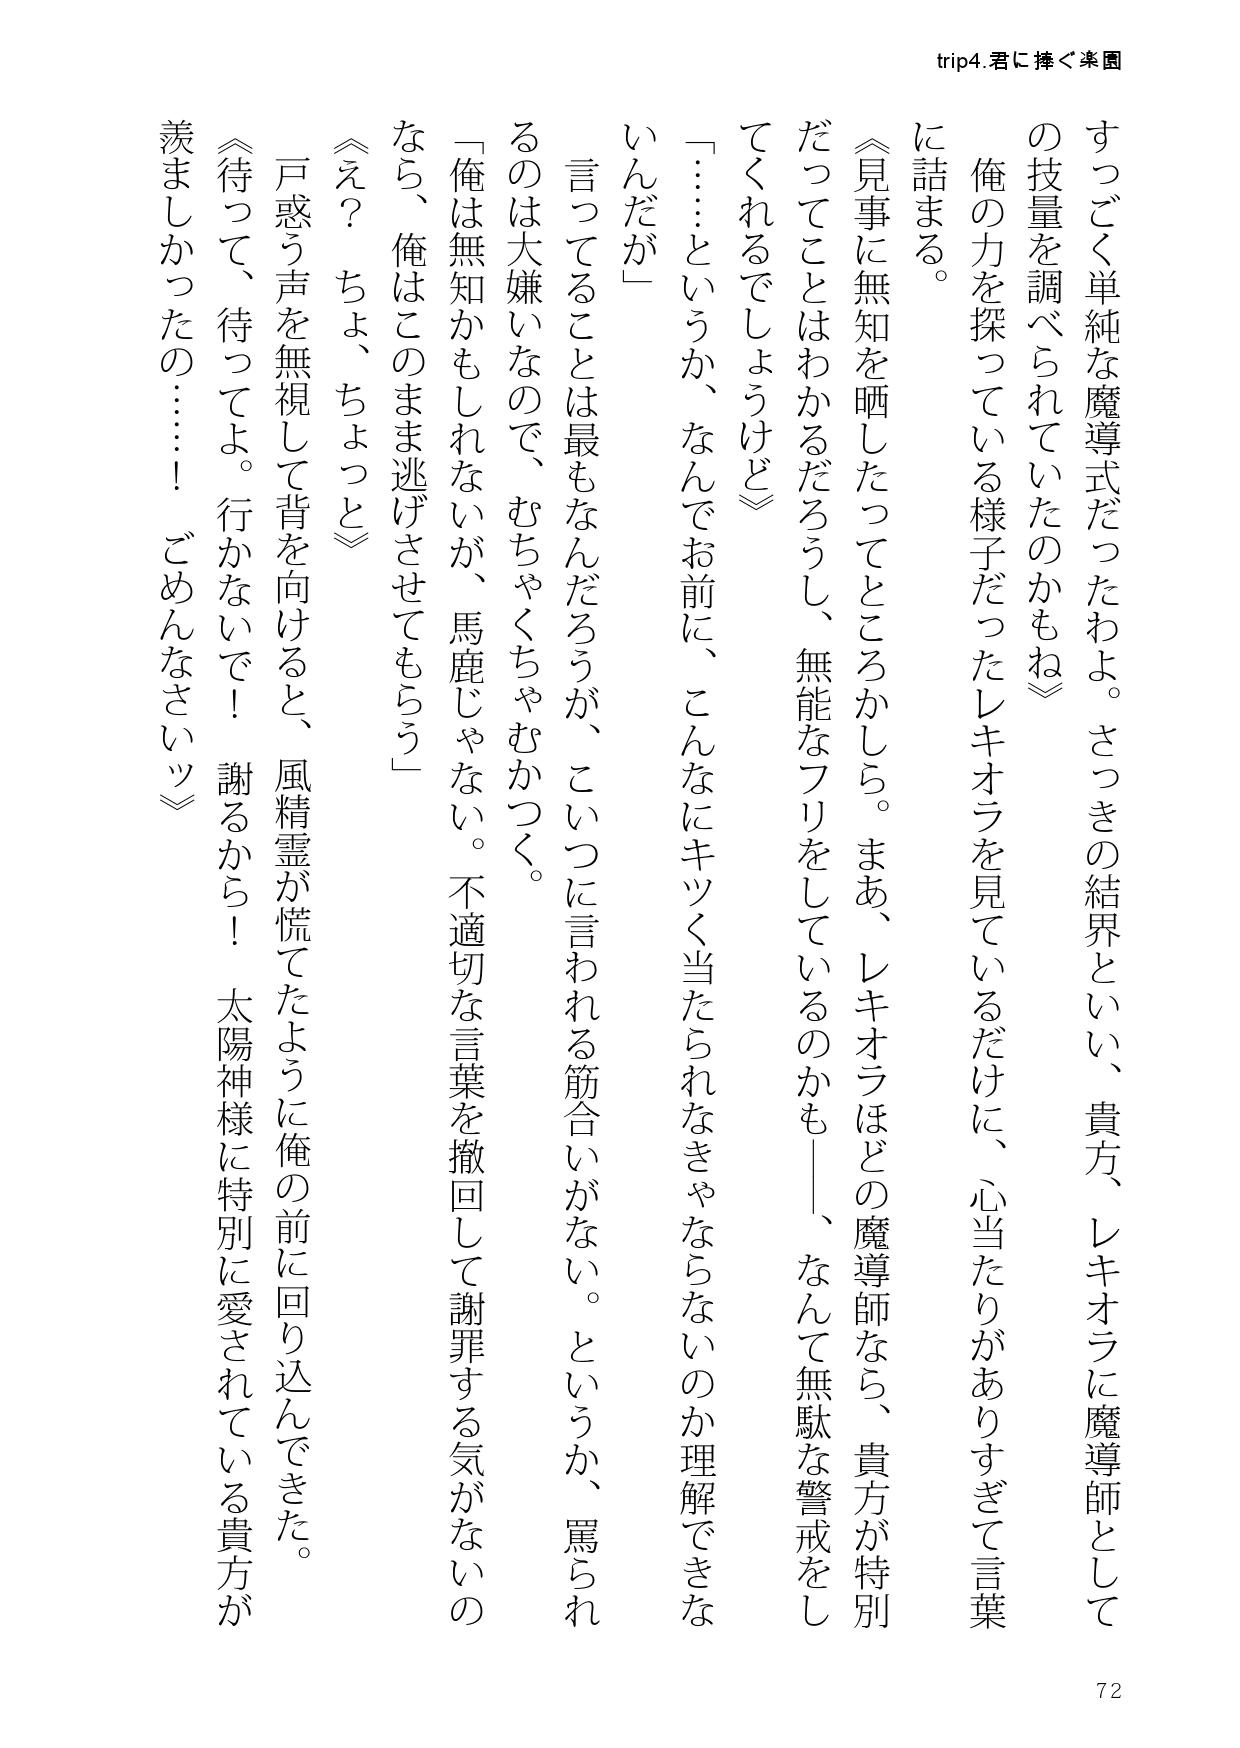 trip4.君に捧ぐ楽園
すっごく単純な魔導式だったわよ。さっきの結界といい、貴方、レキオラに魔導師として
の技量を調べられていたのかもね》
　俺の力を探っている様子だったレキオラを見ているだけに、心当たりがありすぎて言葉
に詰まる。
《見事に無知を晒したってところかしら。まあ、レキオラほどの魔導師なら、貴方が特別
だってことはわかるだろうし、無能なフリをしているのかも――、なんて無駄な警戒をし
てくれるでしょうけど》
「……というか、なんでお前に、こんなにキツく当たられなきゃならないのか理解できな
いんだが」
　言ってることは最もなんだろうが、こいつに言われる筋合いがない。というか、罵られ
るのは大嫌いなので、むちゃくちゃむかつく。
「俺は無知かもしれないが、馬鹿じゃない。不適切な言葉を撤回して謝罪する気がないの
なら、俺はこのまま逃げさせてもらう」
《え？　ちょ、ちょっと》
　戸惑う声を無視して背を向けると、風精霊が慌てたように俺の前に回り込んできた。
《待って、待ってよ。行かないで！　謝るから！　太陽神様に特別に愛されている貴方が
羨ましかったの……！　ごめんなさいッ》
72